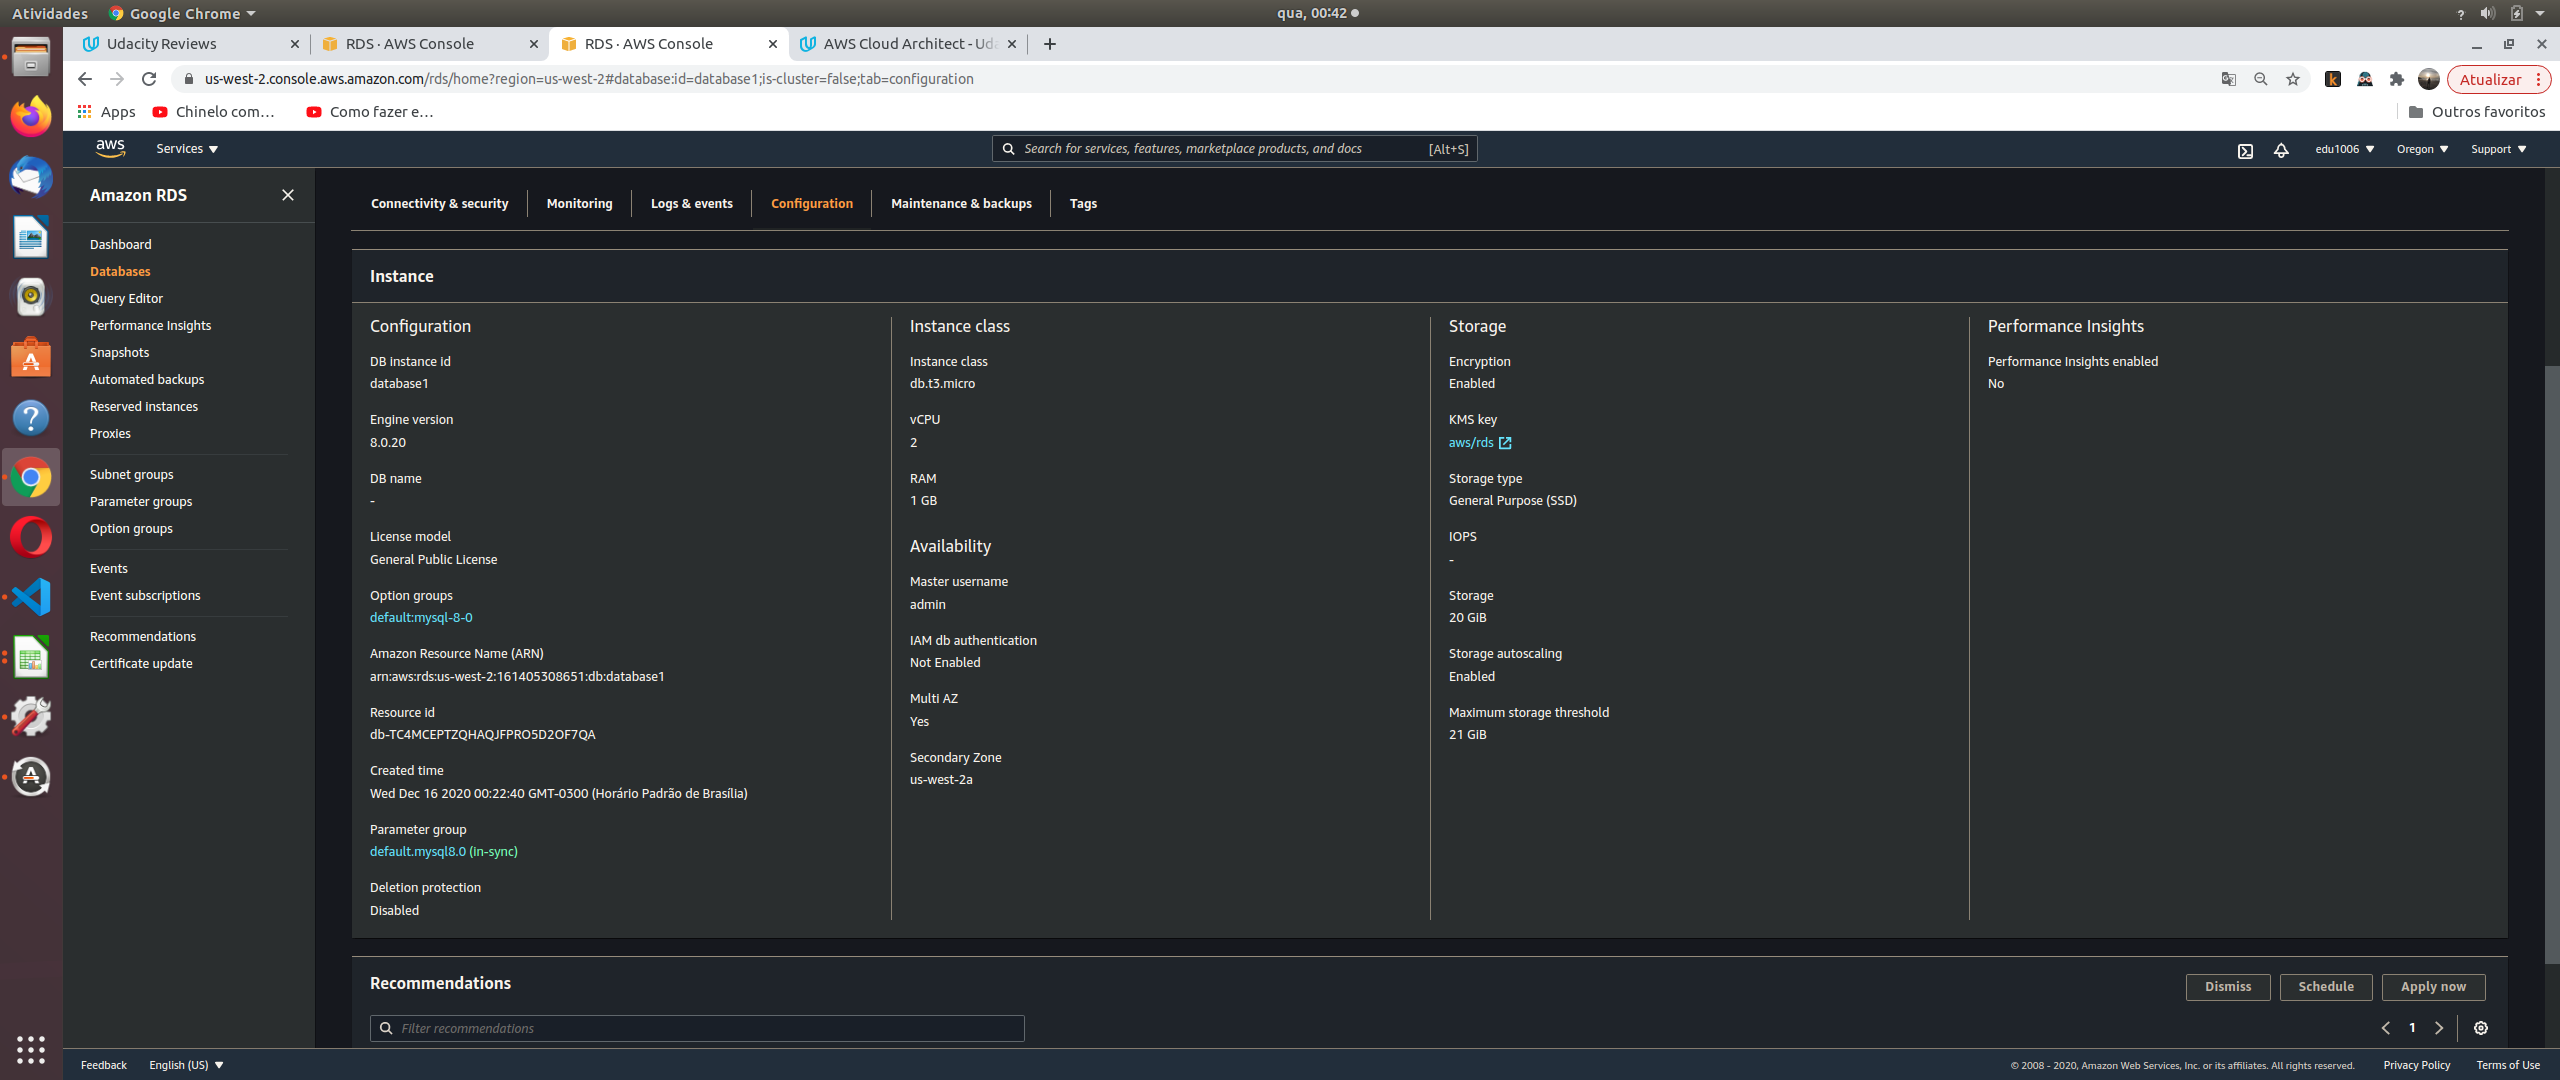 Atividades
Google Chrome
qua, 00:42
Udacity Reviews
RDS · AWS Console
RDS · AWS Console
AWS Cloud Architect - Uda
us-west-2.console.aws.amazon.com/rds/home?region=us-west-2#database:id=database1;is-cluster=false;tab=configuration
Atualizar
Apps
Chinelo com...
Como fazer e...
Outros favoritos
aws
Services
Search for services, features, marketplace products, and docs
[Alt+S]
edu1006
Oregon
Support
Amazon RDS
Dashboard
Databases
Query Editor
Performance Insights
Snapshots
Automated backups
Reserved instances
Proxies
Subnet groups
Parameter groups
Option groups
Events
Event subscriptions
Recommendations
Certificate update
Connectivity & security
Monitoring
Logs & events
Configuration
Maintenance & backups
Tags
Instance
Configuration
DB instance id
database1
Engine version
8.0.20
DB name
-
License model
General Public License
Option groups
default:mysql-8-0
Amazon Resource Name (ARN)
arn:aws:rds:us-west-2:161405308651:db:database1
Resource id
db-TC4MCEPTZQHAQJFPRO5D2OF7QA
Created time
Wed Dec 16 2020 00:22:40 GMT-0300 (Horário Padrão de Brasília)
Parameter group
default.mysql8.0 (in-sync)
Deletion protection
Disabled
Instance class
Instance class
db.t3.micro
vCPU
2
RAM
1 GB
Availability
Master username
admin
IAM db authentication
Not Enabled
Multi AZ
Yes
Secondary Zone
us-west-2a
Storage
Encryption
Enabled
KMS key
aws/rds
Storage type
General Purpose (SSD)
IOPS
-
Storage
20 GiB
Storage autoscaling
Enabled
Maximum storage threshold
21 GiB
Performance Insights
Performance Insights enabled
No
Recommendations
Dismiss
Schedule
Apply now
Filter recommendations
1
Feedback
English (US)
© 2008 - 2020, Amazon Web Services, Inc. or its affiliates. All rights reserved.
Privacy Policy
Terms of Use